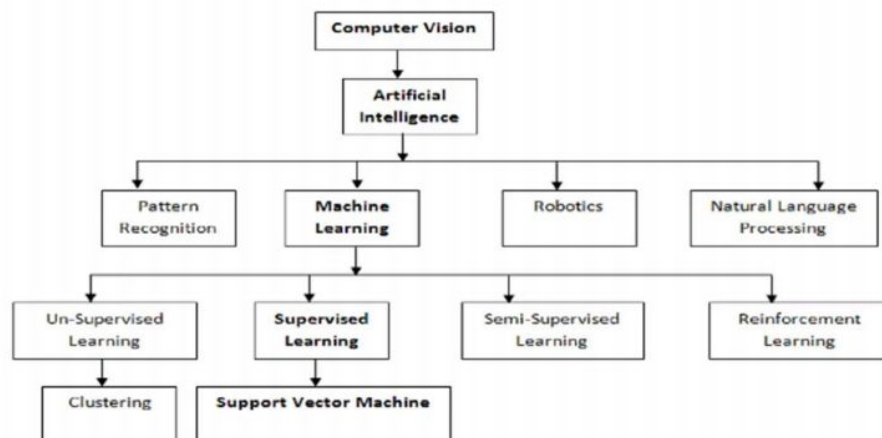 Computer Vision
Artificial
Intelligence
Pattern
Recognition
Machine
Learning
Robotics
Natural Language
Processing
Un-Supervised
Learning
Supervised
Learning
Semi-Supervised
Learning
Reinforcement
Learning
Clustering
Support Vector Machine